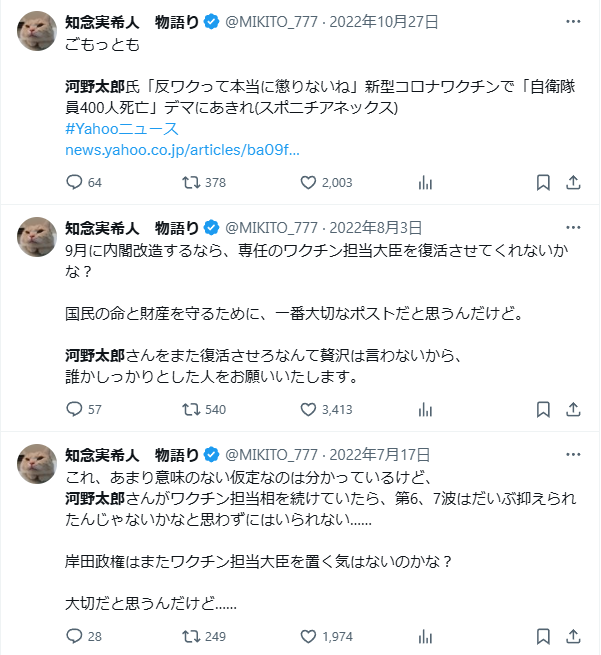 知念実希人　物語り @MIKITO_777 · 2022年10月27日
ごもっとも
河野太郎氏「反ワクって本当に懲りないね」新型コロナワクチンで「自衛隊
員400人死亡」デマにあきれ(スポニチアネックス)
#Yahooニュース
news.yahoo.co.jp/articles/ba09f...
64 378 2,003
知念実希人　物語り @MIKITO_777 · 2022年8月3日
9月に内閣改造するなら、専任のワクチン担当大臣を復活させてくれないか
な？
国民の命と財産を守るために、一番大切なポストだと思うんだけど。
河野太郎さんをまた復活させろなんて贅沢は言わないから、
誰かしっかりとした人をお願いいたします。
57 540 3,413
知念実希人　物語り @MIKITO_777 · 2022年7月17日
これ、あまり意味のない仮定なのは分かっているけど、
河野太郎さんがワクチン担当相を続けていたら、第6、7波はだいぶ抑えられ
たんじゃないかなと思わずにはいられない……
岸田政権はまたワクチン担当大臣を置く気はないのかな？
大切だと思うんだけど……
28 249 1,974